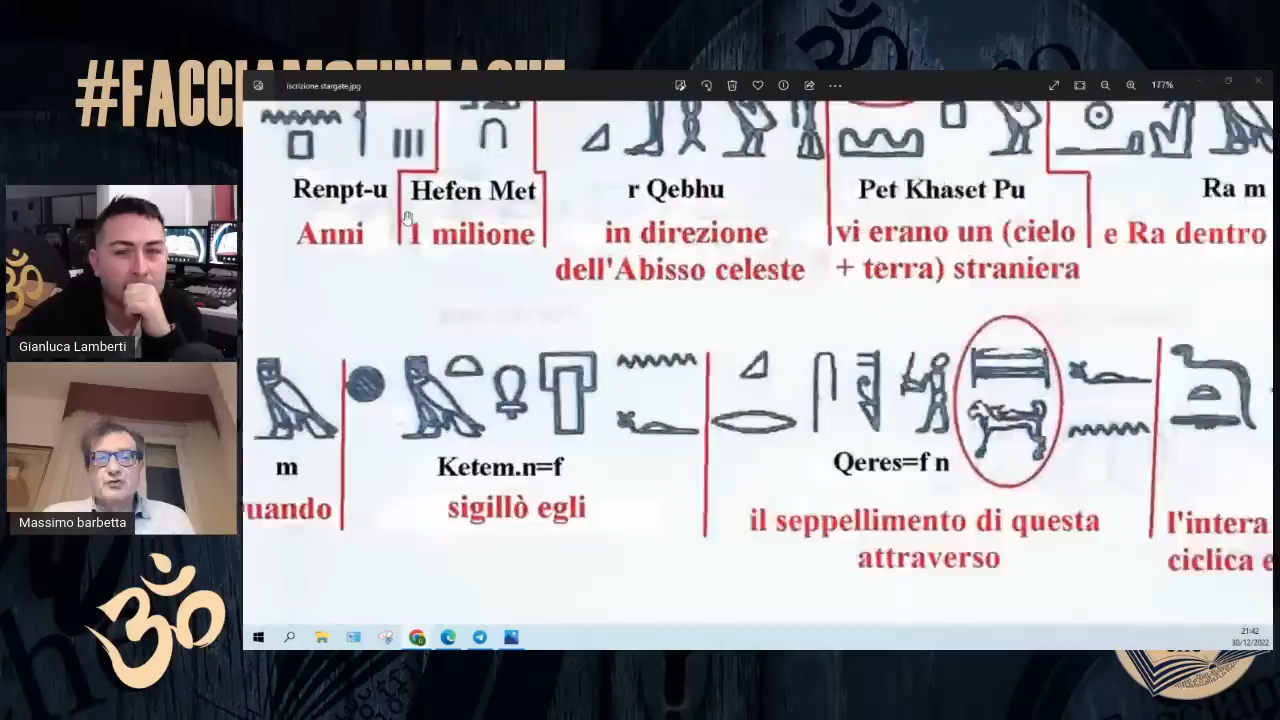 #FACCIAMOFINTACHE
iscrizione stargate.jpg
177%
Renpt-u Hefen Met r Qebhu Pet Khaset Pu Ra m
Anni 1 milione in direzione vi erano un (cielo e Ra dentro
dell'Abisso celeste + terra) straniera
Gianluca Lamberti
m Ketem.n=f Qeres=f n
uando sigillò egli il seppellimento di questa l'intera
attraverso ciclica e
Massimo barbetta
21:42
30/12/2022